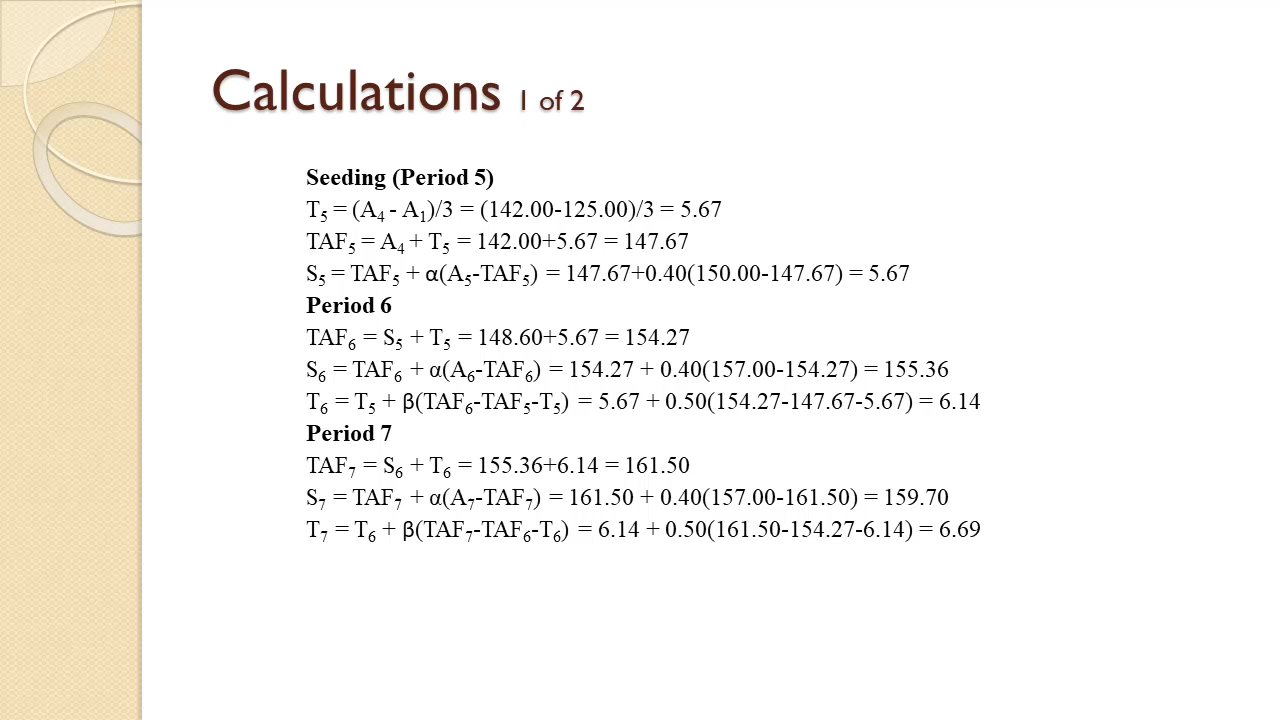 Calculations 1 of 2
Seeding (Period 5)
T₅ = (A₄ - A₁)/3 = (142.00-125.00)/3 = 5.67
TAF₅ = A₄ + T₅ = 142.00+5.67 = 147.67
S₅ = TAF₅ + α(A₅-TAF₅) = 147.67+0.40(150.00-147.67) = 5.67
Period 6
TAF₆ = S₅ + T₅ = 148.60+5.67 = 154.27
S₆ = TAF₆ + α(A₆-TAF₆) = 154.27 + 0.40(157.00-154.27) = 155.36
T₆ = T₅ + β(TAF₆-TAF₅-T₅) = 5.67 + 0.50(154.27-147.67-5.67) = 6.14
Period 7
TAF₇ = S₆ + T₆ = 155.36+6.14 = 161.50
S₇ = TAF₇ + α(A₇-TAF₇) = 161.50 + 0.40(157.00-161.50) = 159.70
T₇ = T₆ + β(TAF₇-TAF₆-T₆) = 6.14 + 0.50(161.50-154.27-6.14) = 6.69